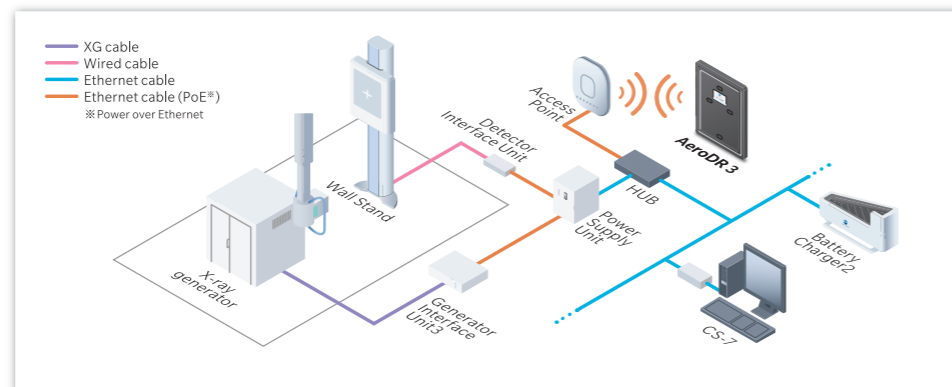 XG cable
Wired cable
Ethernet cable
Ethernet cable (PoE※)
※Power over Ethernet
Access
Point
AeroDR 3
Detector
Interface Unit
Wall Stand
HUB
Power
Supply
Unit
Battery
Charger2
X-ray
generator
Generator
Interface
Unit3
CS-7